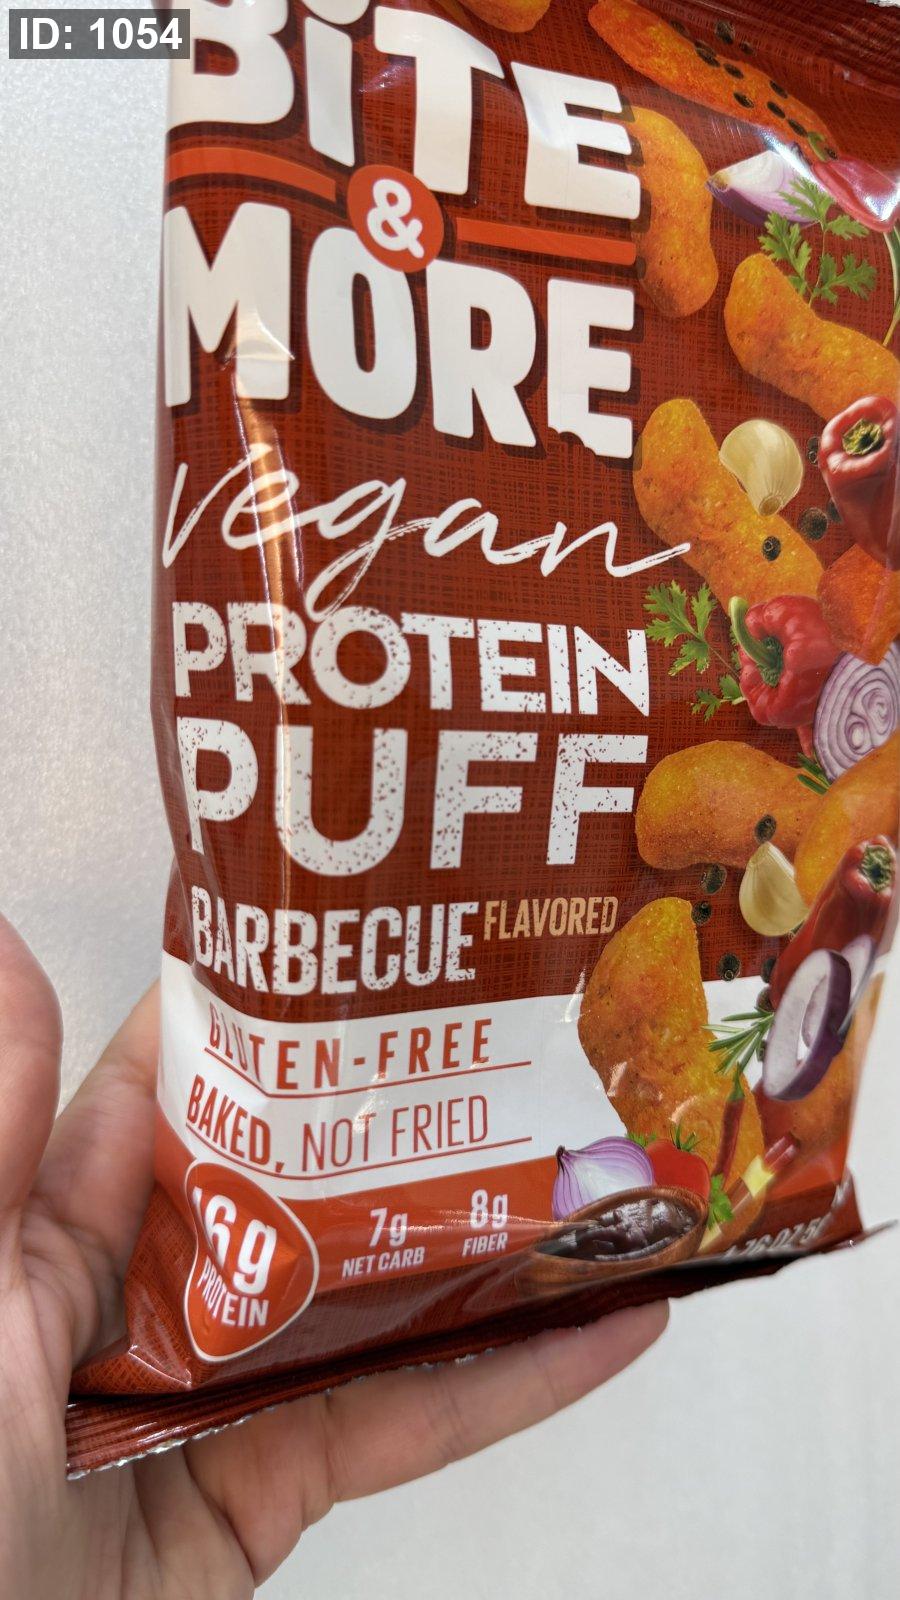 ID: 1054
BiTE
&
MORE
vegan
PROTEIN
PUFF
BARBECUE FLAVORED
GLUTEN-FREE
BAKED, NOT FRIED
16g
PROTEIN
7g
NET CARB
8g
FIBER